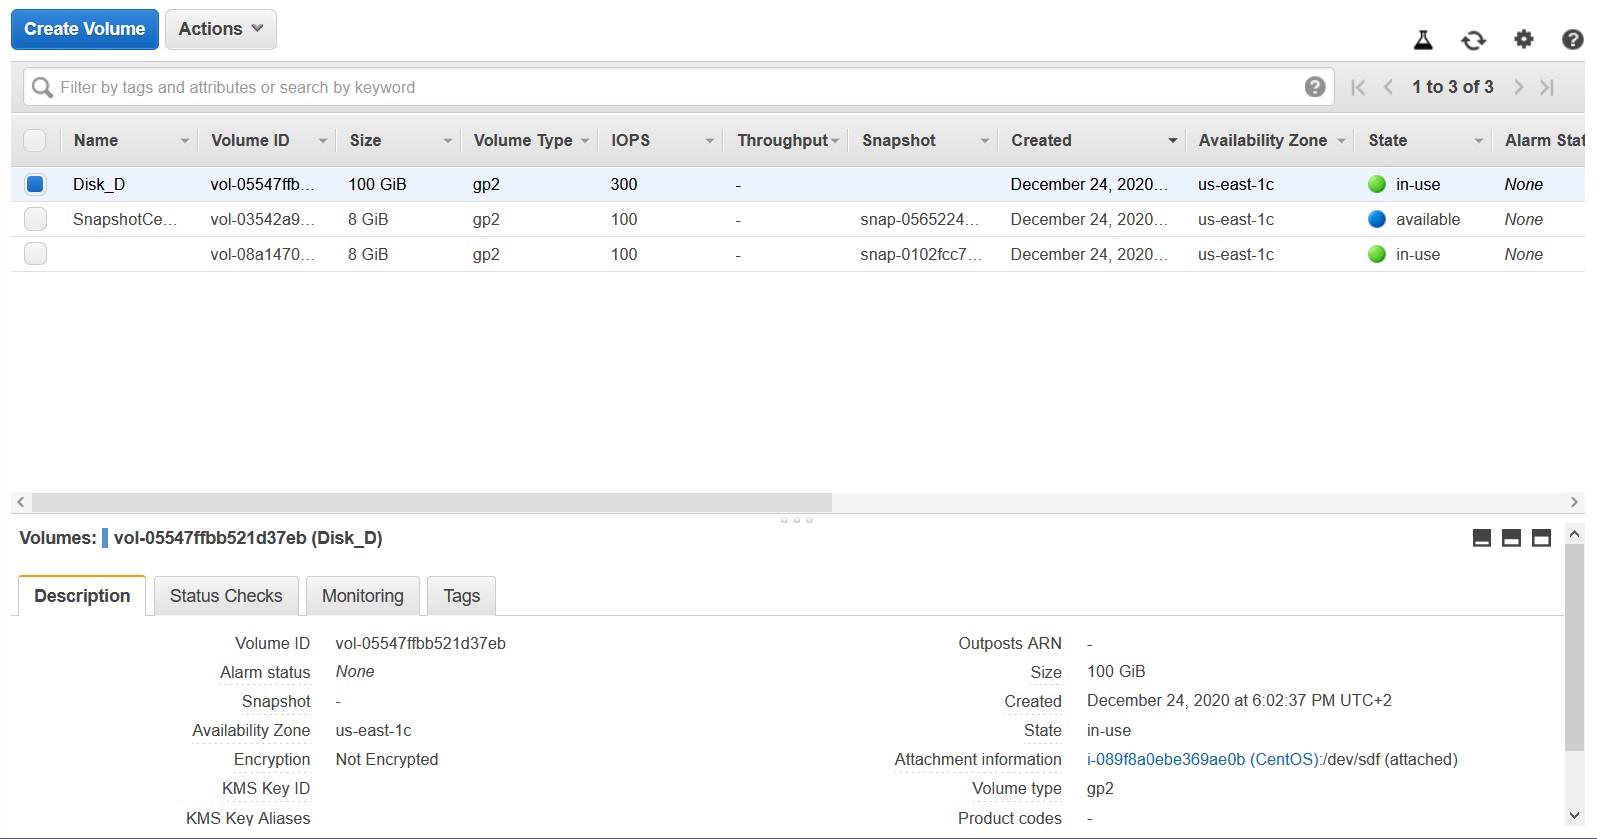 Create Volume Actions
Filter by tags and attributes or search by keyword 1 to 3 of 3
Name Volume ID Size Volume Type IOPS Throughput Snapshot Created Availability Zone State Alarm Stat
Disk_D vol-05547ffb... 100 GiB gp2 300 - December 24, 2020... us-east-1c in-use None
SnapshotCe... vol-03542a9... 8 GiB gp2 100 - snap-0565224... December 24, 2020... us-east-1c available None
vol-08a1470... 8 GiB gp2 100 - snap-0102fcc7... December 24, 2020... us-east-1c in-use None
Volumes: vol-05547ffbb521d37eb (Disk_D)
Description Status Checks Monitoring Tags
Volume ID vol-05547ffbb521d37eb Outposts ARN -
Alarm status None Size 100 GiB
Snapshot - Created December 24, 2020 at 6:02:37 PM UTC+2
Availability Zone us-east-1c State in-use
Encryption Not Encrypted Attachment information i-089f8a0ebe369ae0b (CentOS):/dev/sdf (attached)
KMS Key ID Volume type gp2
KMS Key Aliases Product codes -